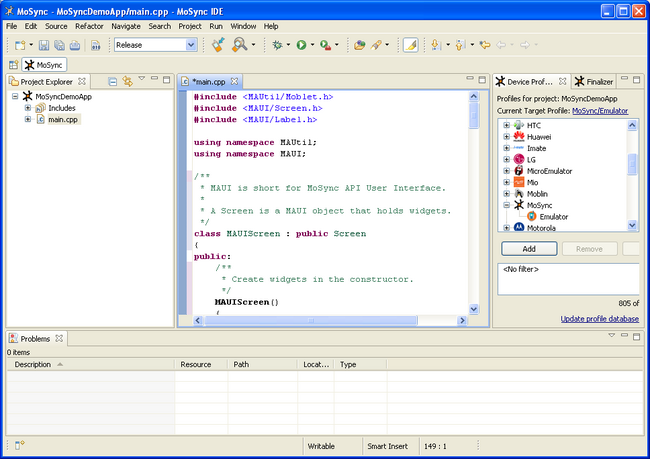 MoSync - MoSyncDemoApp/main.cpp - MoSync IDE
File Edit Source Refactor Navigate Search Project Run Window Help
Release
MoSync
Project Explorer
MoSyncDemoApp
Includes
main.cpp
*main.cpp
#include <MAUtil/Moblet.h>
#include <MAUI/Screen.h>
#include <MAUI/Label.h>
using namespace MAUtil;
using namespace MAUI;
/**
* MAUI is short for MoSync API User Interface.
*
* A Screen is a MAUI object that holds widgets.
*/
class MAUIScreen : public Screen
{
public:
/**
* Create widgets in the constructor.
*/
MAUIScreen()
{
Device Prof... Finalizer
Profiles for project: MoSyncDemoApp
Current Target Profile: MoSync/Emulator
HTC
Huawei
Imate
LG
MicroEmulator
Mio
Moblin
MoSync
Emulator
Motorola
Add Remove
<No filter>
805 of
Update profile database
Problems
0 items
Description Resource Path Locat... Type
Writable Smart Insert 149 : 1